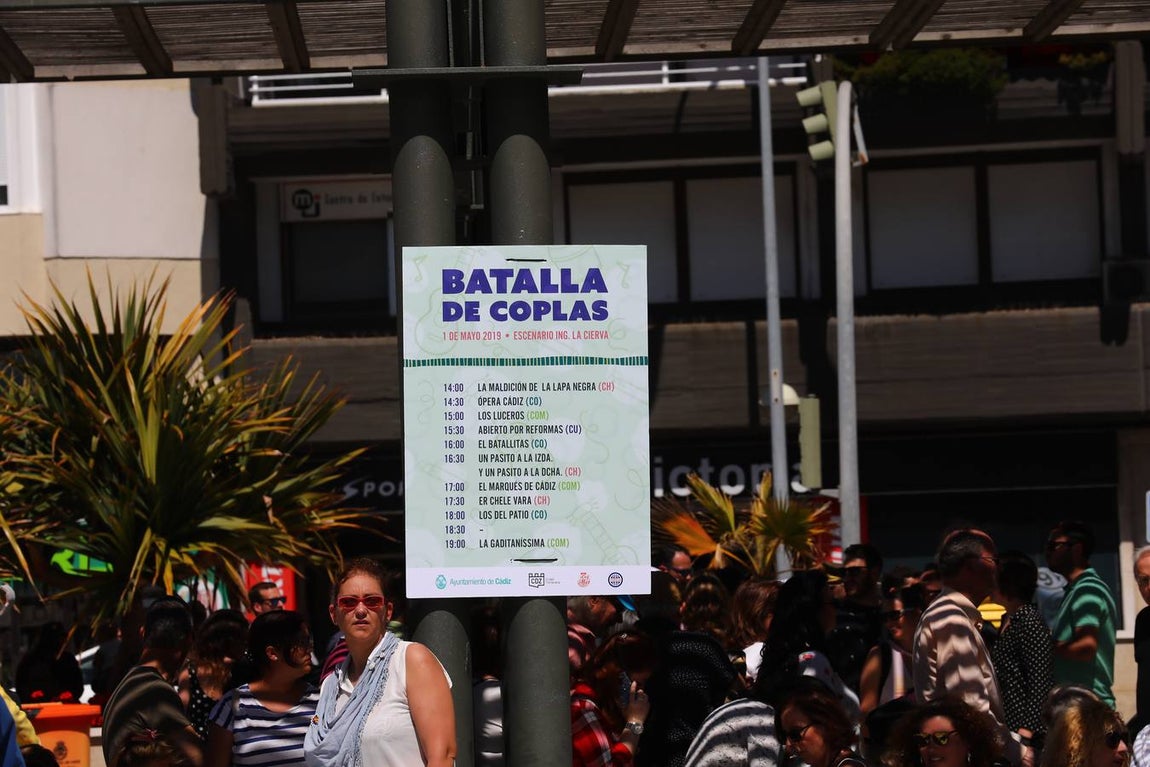 Centro de
BATALLA
DE COPLAS
1 DE MAYO 2019 • ESCENARIO ING. LA CIERVA
14:00 LA MALDICIÓN DE LA LAPA NEGRA (CH)
14:30 ÓPERA CÁDIZ (CO)
15:00 LOS LUCEROS (COM)
15:30 ABIERTO POR REFORMAS (CU)
16:00 EL BATALLITAS (CO)
16:30 UN PASITO A LA IZDA.
Y UN PASITO A LA DCHA. (CH)
17:00 EL MARQUÉS DE CÁDIZ (COM)
17:30 ER CHELE VARA (CH)
18:00 LOS DEL PATIO (CO)
18:30 –
19:00 LA GADITANÍSSIMA (COM)
Ayuntamiento de CÁDIZ
CDZ